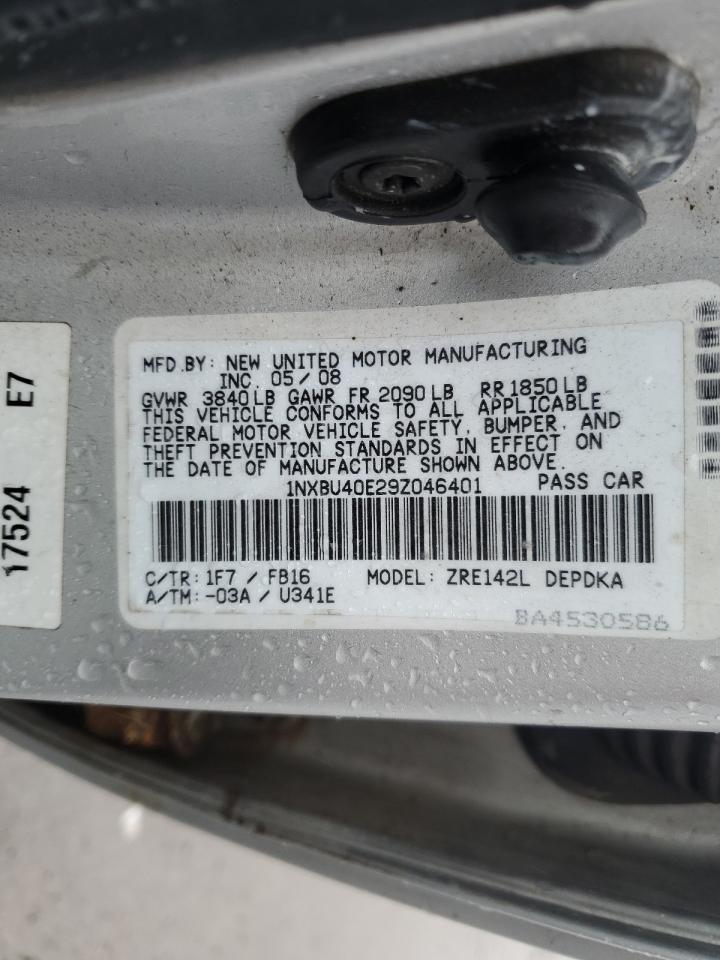 MFD.BY: NEW UNITED MOTOR MANUFACTURING
INC. 05/08
GVWR 3840LB GAWR FR 2090LB RR 1850LB
THIS VEHICLE CONFORMS TO ALL APPLICABLE
FEDERAL MOTOR VEHICLE SAFETY, BUMPER, AND
THEFT PREVENTION STANDARDS IN EFFECT ON
THE DATE OF MANUFACTURE SHOWN ABOVE.
1NXBU40E29Z046401 PASS CAR
C/TR: 1F7 / FB16 MODEL: ZRE142L DEPDKA
A/TM: -03A / U341E
BA4530586
17524 E7